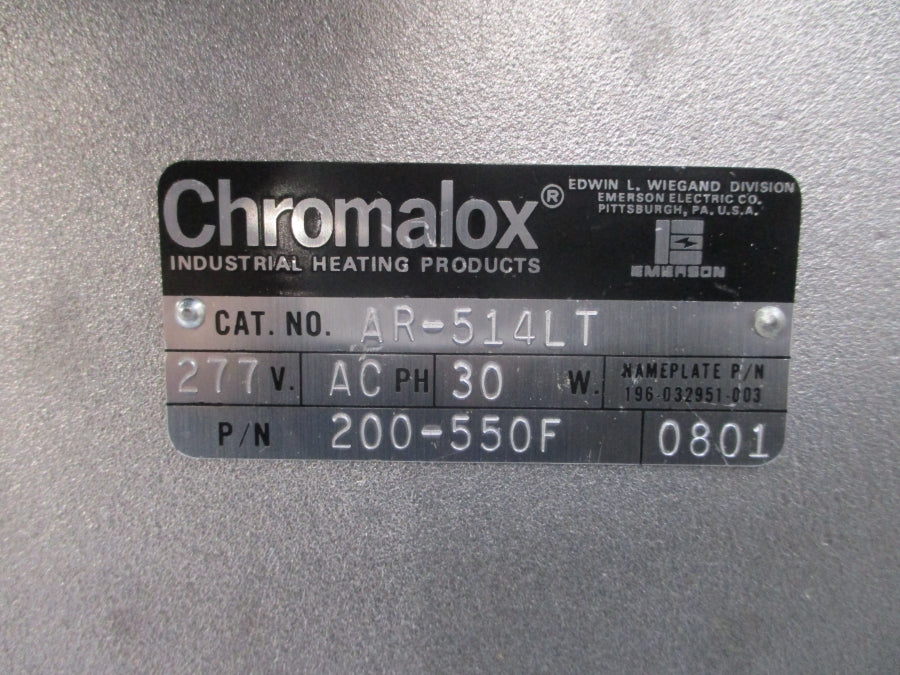 Chromalox®
INDUSTRIAL HEATING PRODUCTS
EDWIN L. WIEGAND DIVISION
EMERSON ELECTRIC CO.
PITTSBURGH, PA. U.S.A.
EMERSON
CAT. NO. AR-514LT
277 V. AC PH 30 W. NAMEPLATE P/N
196-032951-003
P/N 200-550F 0801